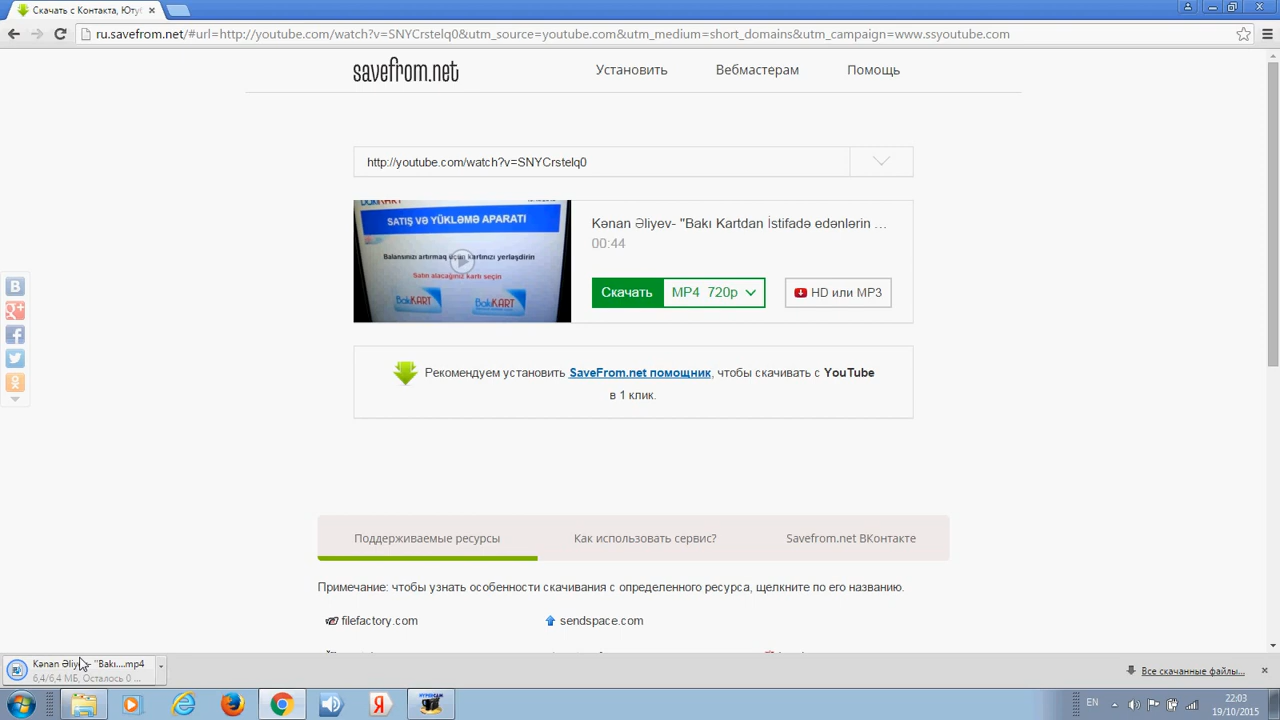 Скачать с Контакта, Ютуб
ru.savefrom.net/#url=http://youtube.com/watch?v=SNYCrstelq0&utm_source=youtube.com&utm_medium=short_domains&utm_campaign=www.ssyoutube.com
savefrom.net
Установить
Вебмастерам
Помощь
http://youtube.com/watch?v=SNYCrstelq0
SATIŞ VƏ YÜKLƏMƏ APARATI
Balansınızı artırmaq üçün kartınızı yerləşdirin
Satın alacağınız kartı seçin
BakıKART
BakıKART
Kənan Əliyev- "Bakı Kartdan İstifadə edənlərin ...
00:44
Скачать MP4 720p
HD или MP3
Рекомендуем установить SaveFrom.net помощник, чтобы скачивать с YouTube
в 1 клик.
Поддерживаемые ресурсы
Как использовать сервис?
Savefrom.net ВКонтакте
Примечание: чтобы узнать особенности скачивания с определенного ресурса, щелкните по его названию.
filefactory.com
sendspace.com
Kənan Əliyev- "Bakı....mp4
6,4/6,4 МБ, Осталось 0 ...
Все скачанные файлы...
HYPERCAM
EN
22:03
19/10/2015